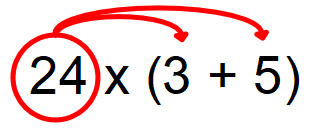 24 x (3 + 5)